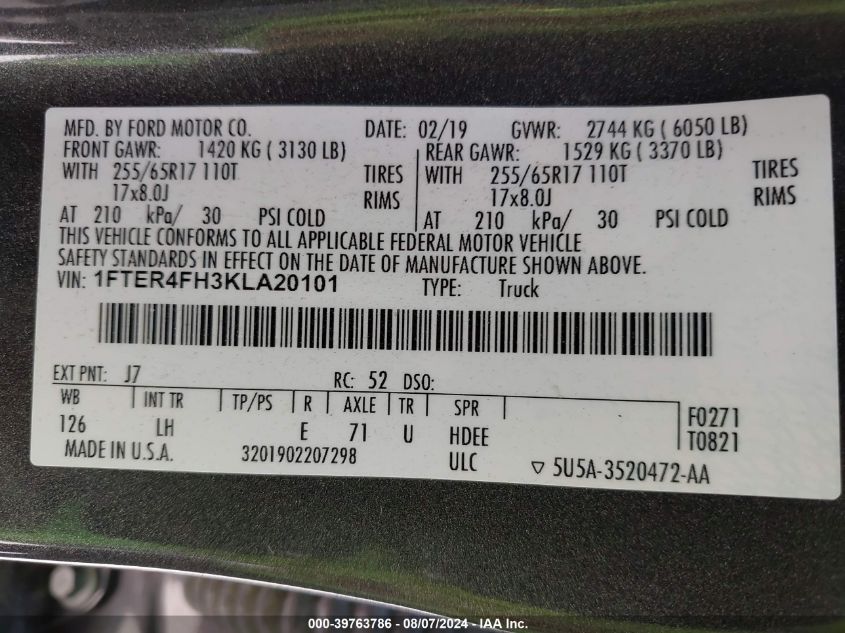 MFD. BY FORD MOTOR CO. DATE: 02/19 GVWR: 2744 KG ( 6050 LB)
FRONT GAWR: 1420 KG ( 3130 LB) REAR GAWR: 1529 KG ( 3370 LB)
WITH 255/65R17 110T TIRES WITH 255/65R17 110T TIRES
17x8.0J RIMS 17x8.0J RIMS
AT 210 kPa/ 30 PSI COLD AT 210 kPa/ 30 PSI COLD
THIS VEHICLE CONFORMS TO ALL APPLICABLE FEDERAL MOTOR VEHICLE
SAFETY STANDARDS IN EFFECT ON THE DATE OF MANUFACTURE SHOWN ABOVE.
VIN: 1FTER4FH3KLA20101 TYPE: Truck
EXT PNT: J7 RC: 52 DSO:
WB INT TR TP/PS R AXLE TR SPR F0271
126 LH E 71 U HDEE T0821
MADE IN U.S.A. 3201902207298 ULC ▽ 5U5A-3520472-AA
000-39763786 - 08/07/2024 - IAA Inc.